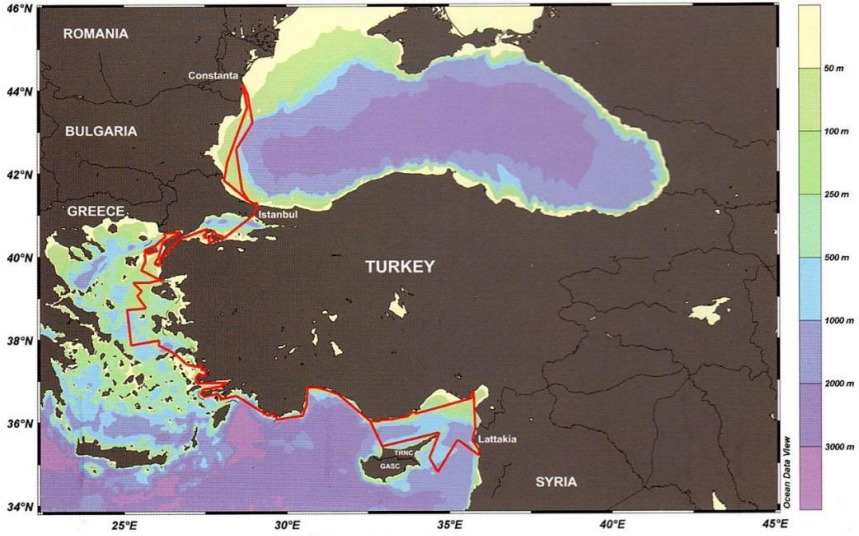 46°N
44°N
42°N
40°N
38°N
36°N
34°N
25°E
30°E
35°E
40°E
45°E
ROMANIA
Constanta
BULGARIA
GREECE
Istanbul
TURKEY
Lattakia
TRNC
GASC
SYRIA
50 m
100 m
250 m
500 m
1000 m
2000 m
3000 m
Ocean Data View